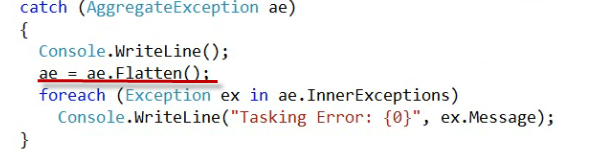 catch (AggregateException ae)
{
Console.WriteLine();
ae = ae.Flatten();
foreach (Exception ex in ae.InnerExceptions)
Console.WriteLine("Tasking Error: {0}", ex.Message);
}